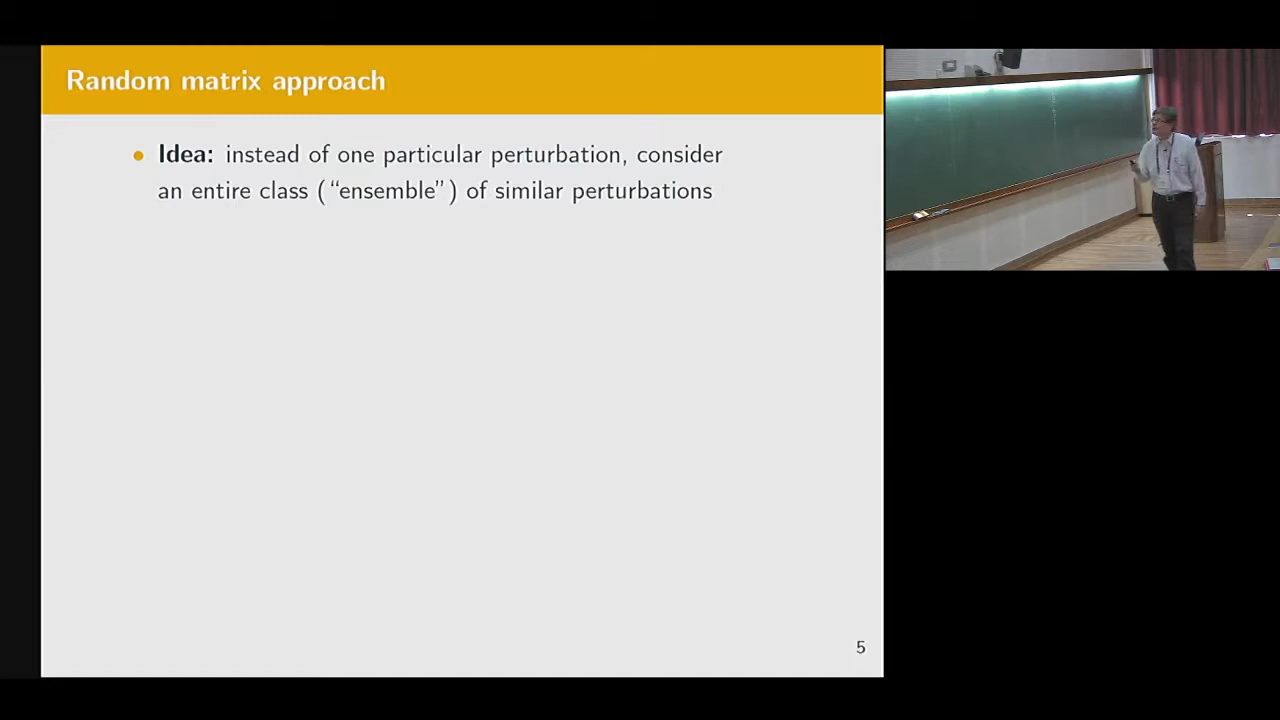 Random matrix approach
• Idea: instead of one particular perturbation, consider
an entire class (“ensemble”) of similar perturbations
5